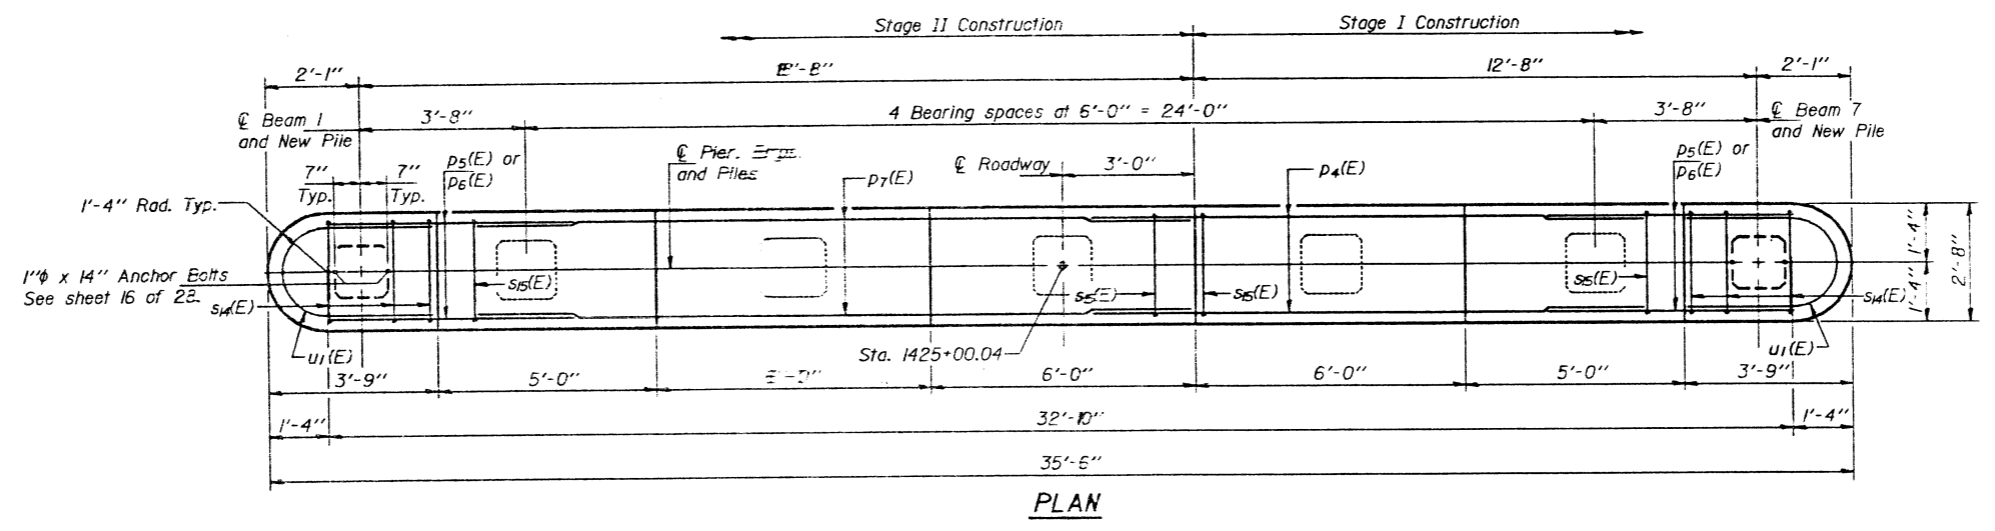 Stage II Construction
Stage I Construction
2'-1"
12'-8"
2'-1"
℄ Beam 1
and New Pile
3'-8"
4 Bearing spaces at 6'-0" = 24'-0"
3'-8"
℄ Beam 7
and New Pile
7"
Typ.
7"
Typ.
p5(E) or
p6(E)
℄ Pier.
and Piles
p7(E)
℄ Roadway
3'-0"
p4(E)
p5(E) or
p6(E)
1'-4" Rad. Typ.
1"ϕ x 14" Anchor Bolts
See sheet 16 of
s14(E)
s15(E)
s15(E)
s15(E)
s14(E)
1'-4"
1'-4"
2'-8"
u1(E)
Sta. 1425+00.04
u1(E)
3'-9"
5'-0"
6'-0"
6'-0"
5'-0"
3'-9"
1'-4"
32'-10"
1'-4"
35'-6"
PLAN